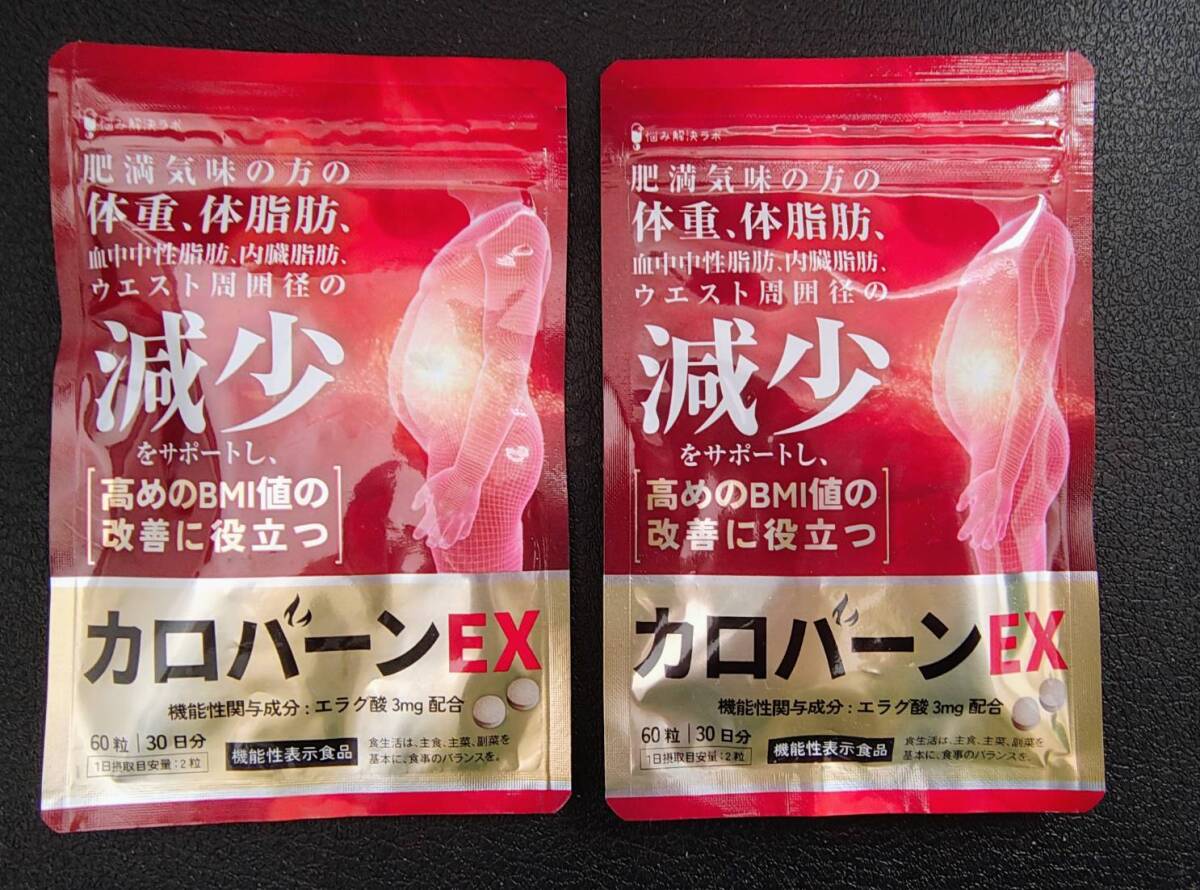 悩み解決ラボ
肥満気味の方の
体重、体脂肪、
血中中性脂肪、内臓脂肪、
ウエスト周囲径の
減少
をサポートし、
高めのBMI値の
改善に役立つ
カロバーンEX
機能性関与成分:エラグ酸3mg配合
60粒|30日分
1日摂取目安量:2粒
機能性表示食品
食生活は、主食、主菜、副菜を
基本に、食事のバランスを。
悩み解決ラボ
肥満気味の方の
体重、体脂肪、
血中中性脂肪、内臓脂肪、
ウエスト周囲径の
減少
をサポートし、
高めのBMI値の
改善に役立つ
カロバーンEX
機能性関与成分:エラグ酸3mg配合
60粒|30日分
1日摂取目安量:2粒
機能性表示食品
食生活は、主食、主菜、副菜を
基本に、食事のバランスを。